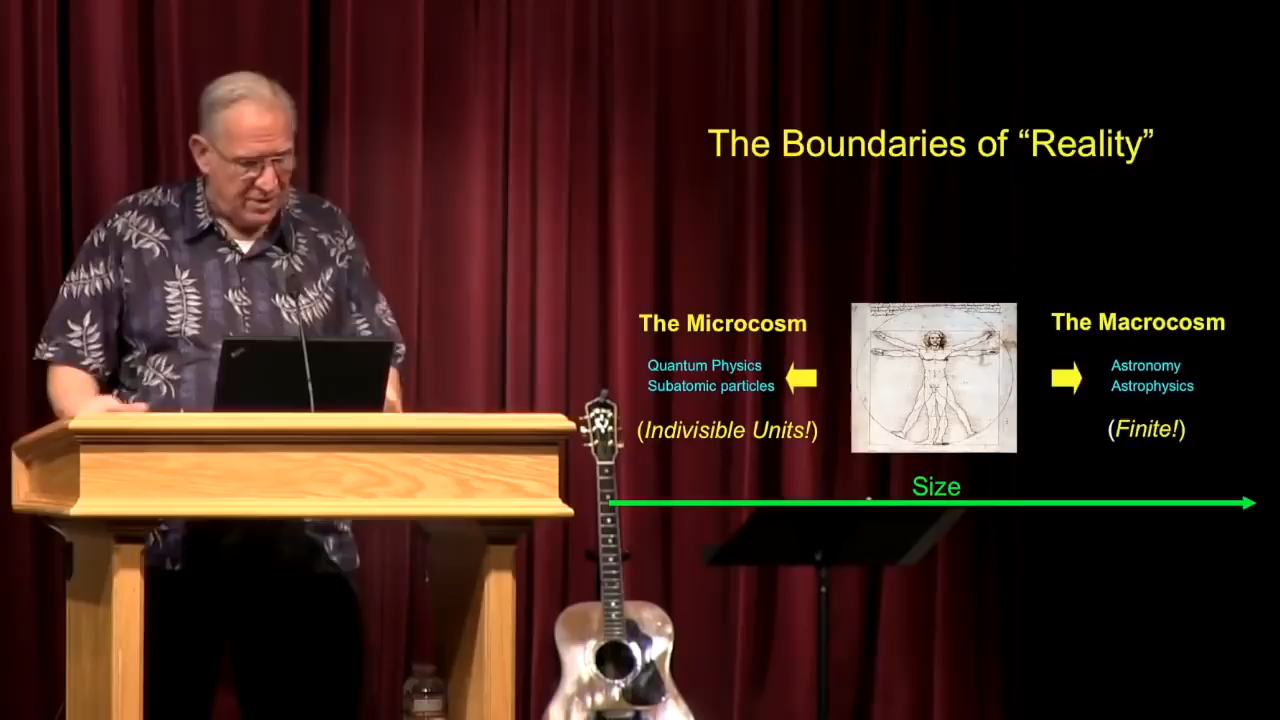 The Boundaries of “Reality”
The Microcosm
Quantum Physics
Subatomic particles
(Indivisible Units!)
The Macrocosm
Astronomy
Astrophysics
(Finite!)
Size